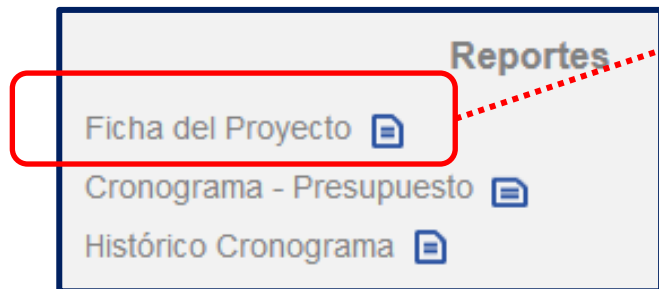 Reportes
Ficha del Proyecto
Cronograma - Presupuesto
Histórico Cronograma